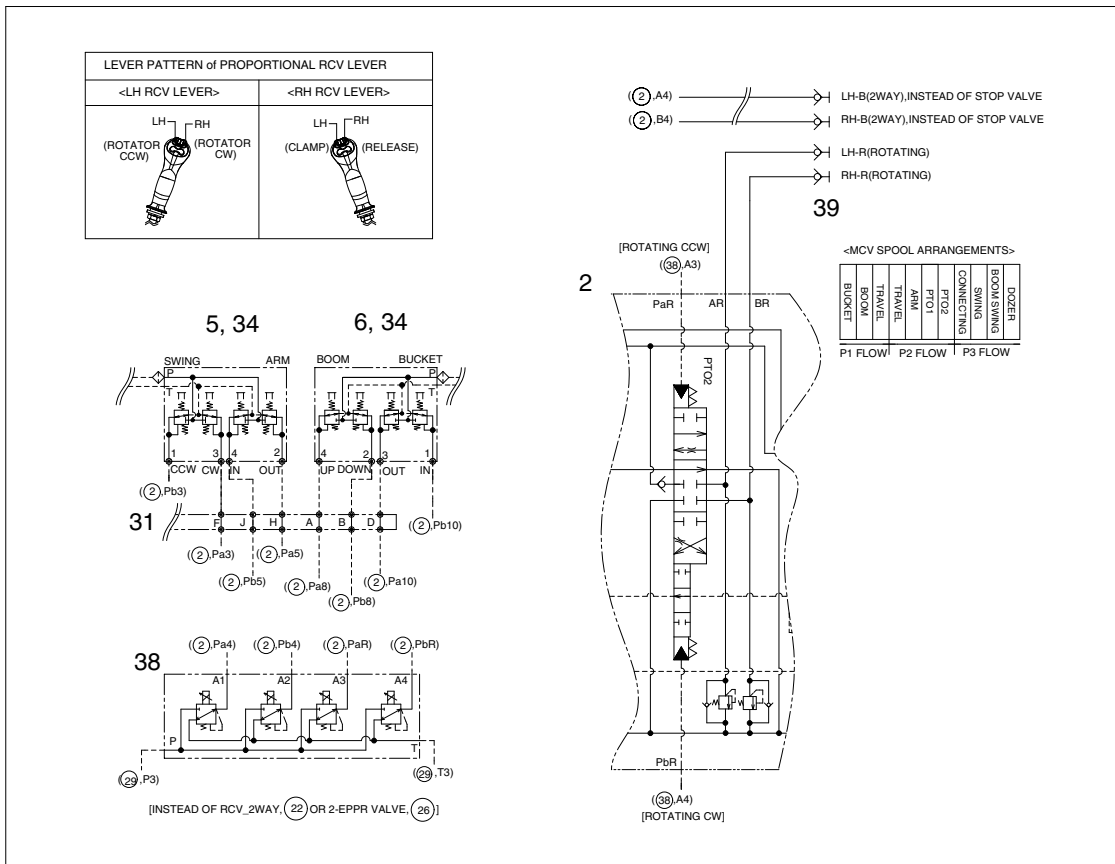 LEVER PATTERN of PROPORTIONAL RCV LEVER
<LH RCV LEVER>
<RH RCV LEVER>
LH
RH
(ROTATOR CCW)
(ROTATOR CW)
LH
RH
(CLAMP)
(RELEASE)
(2,A4)
LH-B(2WAY),INSTEAD OF STOP VALVE
(2,B4)
RH-B(2WAY),INSTEAD OF STOP VALVE
LH-R(ROTATING)
RH-R(ROTATING)
39
<MCV SPOOL ARRANGEMENTS>
BUCKET
BOOM
TRAVEL
TRAVEL
ARM
PTO1
PTO2
CONNECTING
SWING
BOOM SWING
DOZER
P1 FLOW
P2 FLOW
P3 FLOW
[ROTATING CCW]
(38,A3)
2
PaR
AR
BR
PTO2
PbR
(38,A4)
[ROTATING CW]
5, 34
6, 34
SWING
ARM
P
T
1
3
4
2
CCW
CW
IN
OUT
BOOM
BUCKET
P
T
4
2
3
1
UP
DOWN
OUT
IN
(2,Pb3)
(2,Pb10)
31
F
J
H
A
B
D
(2,Pa3)
(2,Pa5)
(2,Pb5)
(2,Pa8)
(2,Pa10)
(2,Pb8)
38
(2,Pa4)
(2,Pb4)
(2,PaR)
(2,PbR)
A1
A2
A3
A4
P
T
(29,P3)
(29,T3)
[INSTEAD OF RCV_2WAY, 22 OR 2-EPPR VALVE, 26]